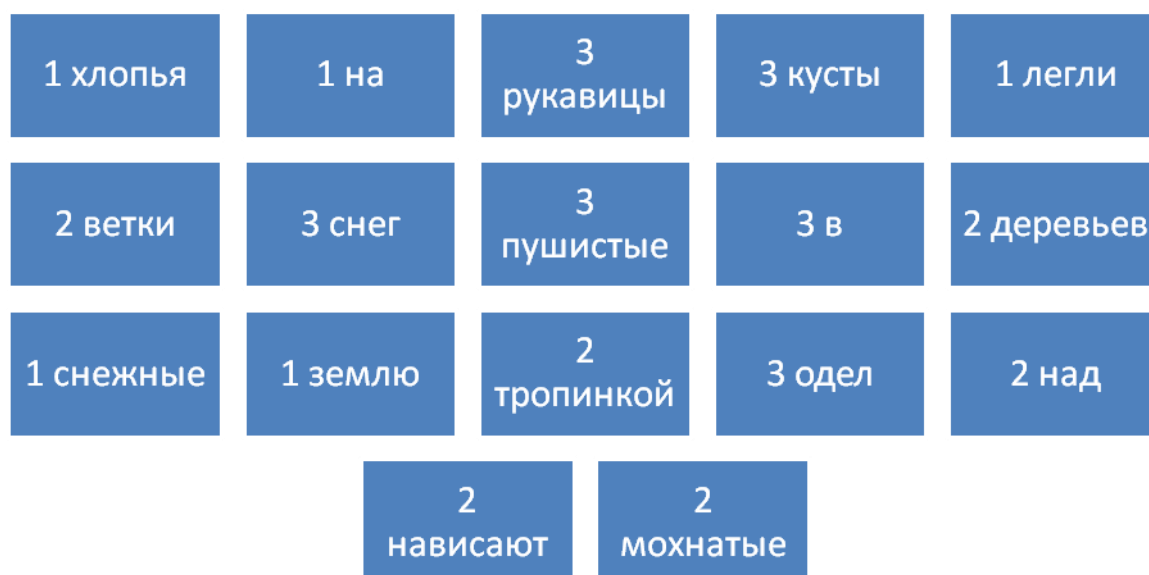 1 хлопья
1 на
3
рукавицы
3 кусты
1 легли
2 ветки
3 снег
3
пушистые
3 в
2 деревьев
1 снежные
1 землю
2
тропинкой
3 одел
2 над
2
нависают
2
мохнатые